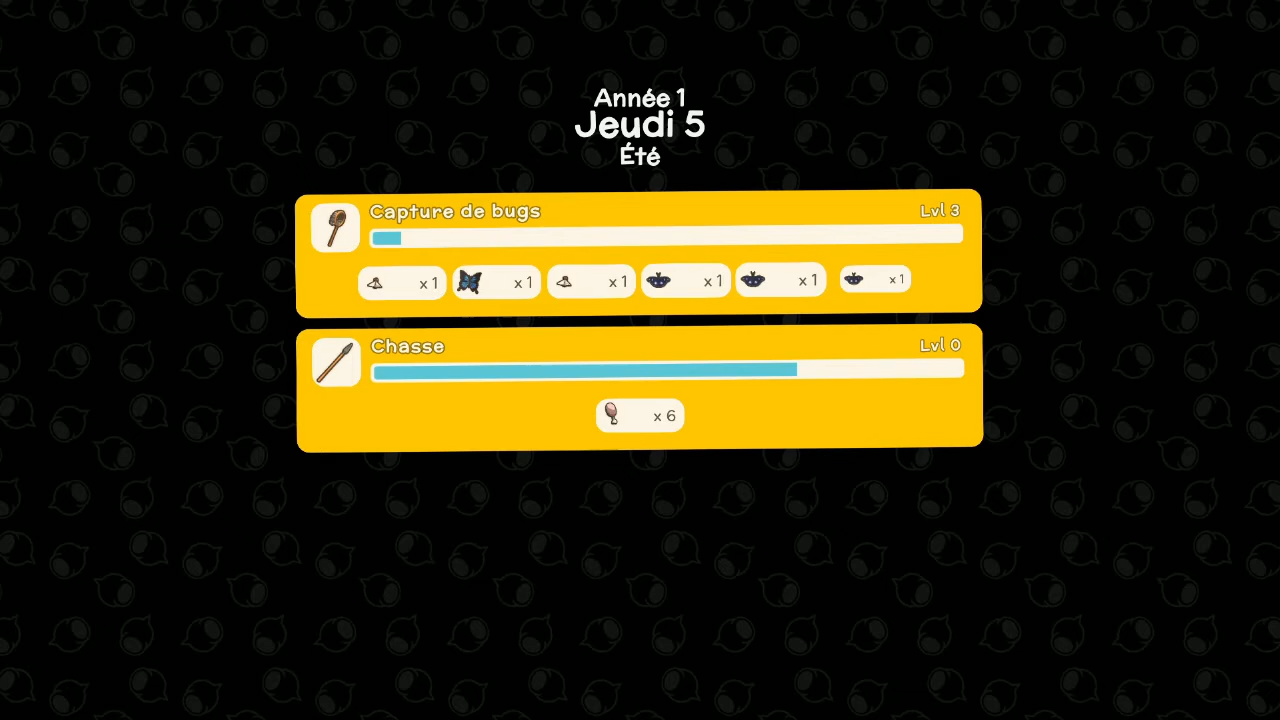 Année 1
Jeudi 5
Été
Capture de bugs
Lvl 3
x 1
x 1
x 1
x 1
x 1
x 1
Chasse
Lvl 0
x 6